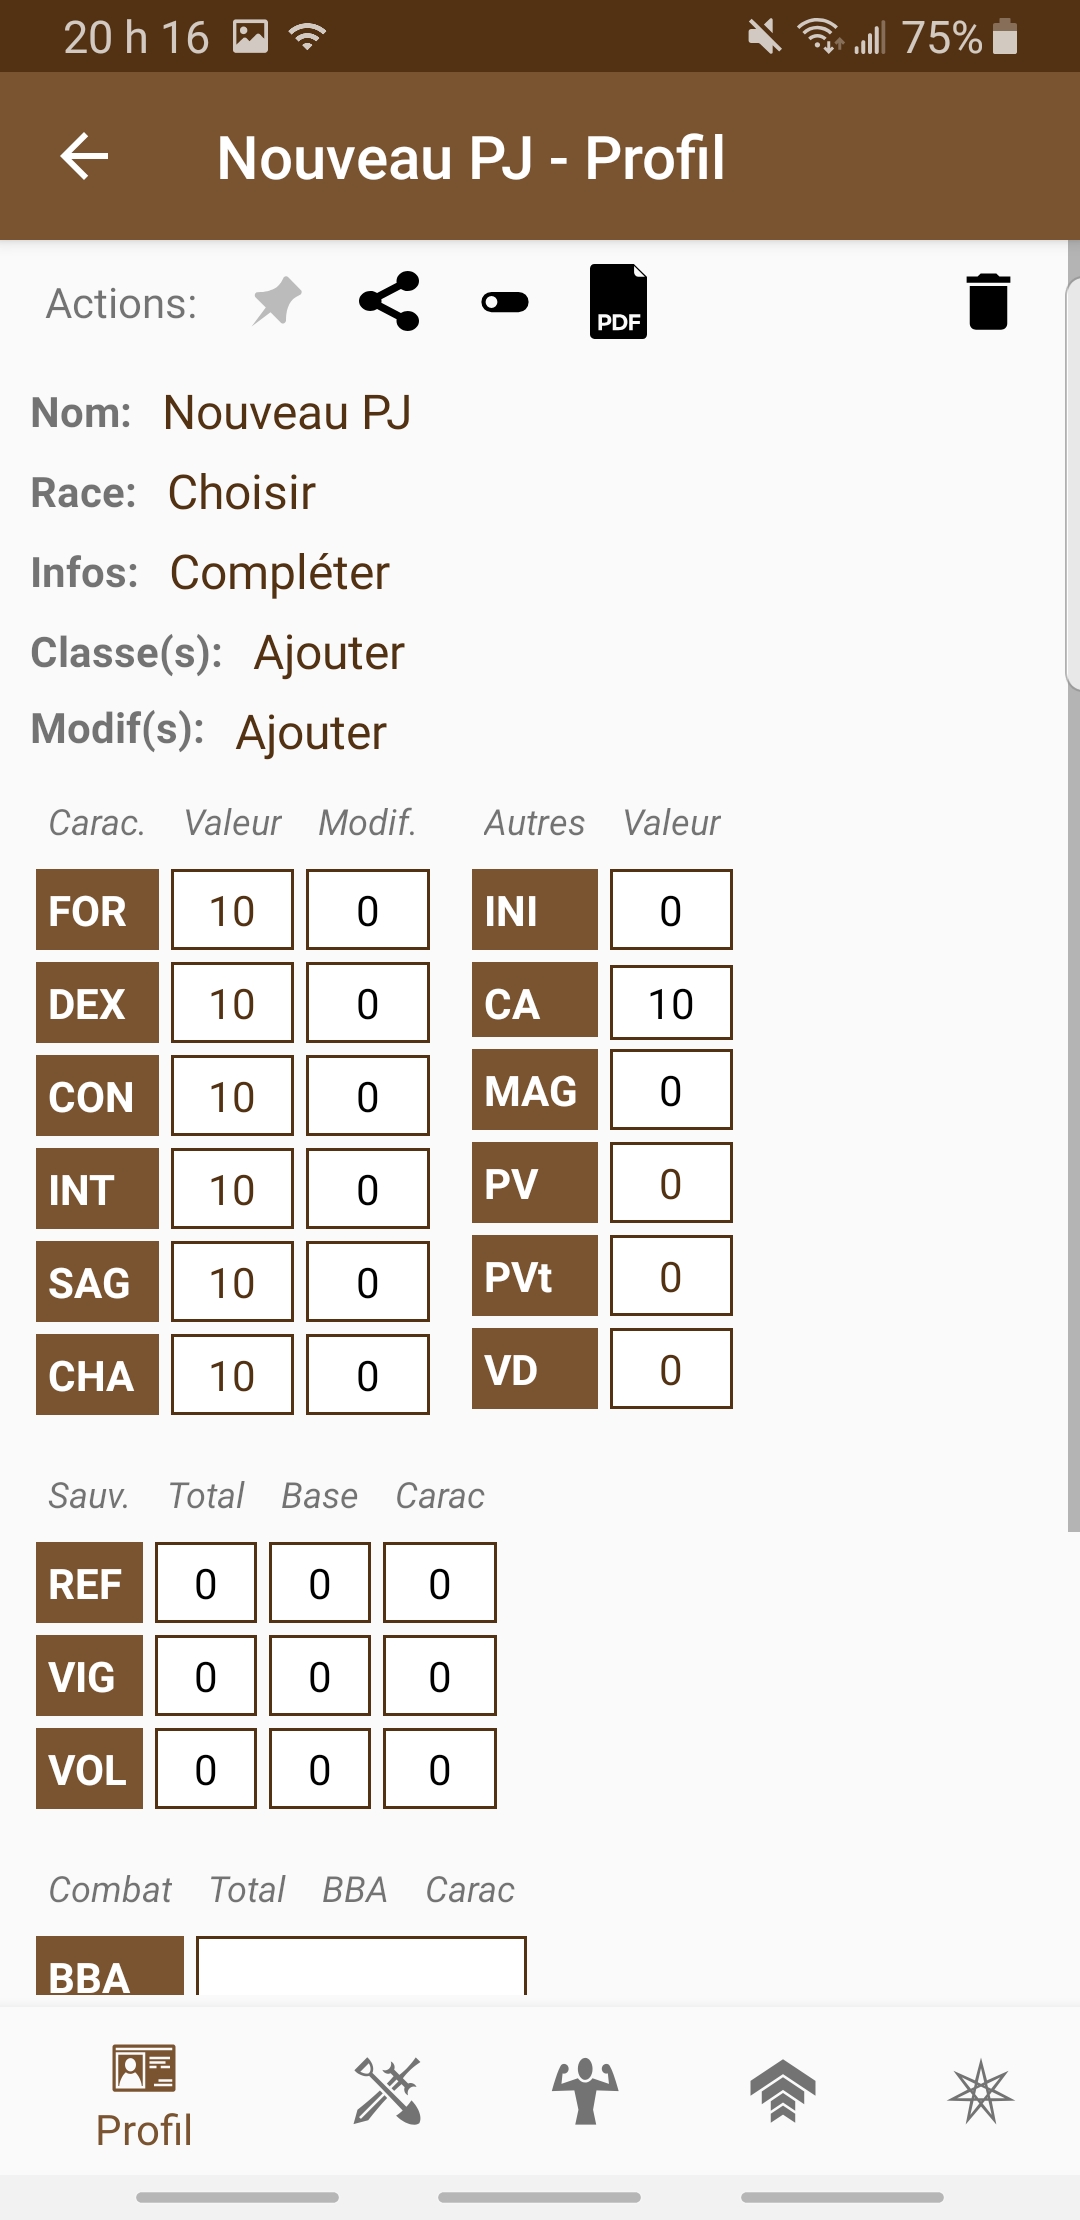 20 h 16 75%
Nouveau PJ - Profil
Actions: PDF
Nom: Nouveau PJ
Race: Choisir
Infos: Compléter
Classe(s): Ajouter
Modif(s): Ajouter
Carac. Valeur Modif. Autres Valeur
FOR 10 0 INI 0
DEX 10 0 CA 10
CON 10 0 MAG 0
INT 10 0 PV 0
SAG 10 0 PVt 0
CHA 10 0 VD 0
Sauv. Total Base Carac
REF 0 0 0
VIG 0 0 0
VOL 0 0 0
Combat Total BBA Carac
BBA
Profil